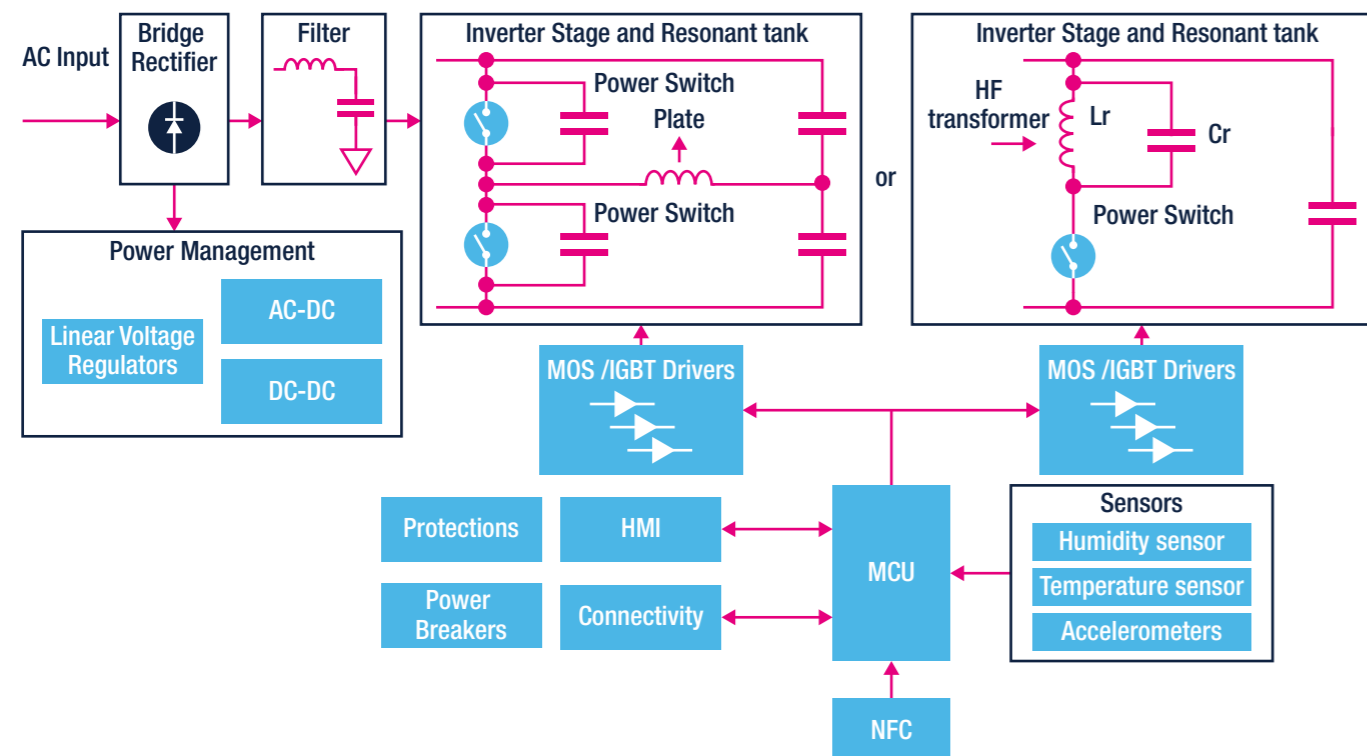 AC Input
Bridge
Rectifier
Filter
Inverter Stage and Resonant tank
Power Switch
Plate
Power Switch
or
Inverter Stage and Resonant tank
HF
transformer
Lr
Cr
Power Switch
Power Management
Linear Voltage
Regulators
AC-DC
DC-DC
MOS /IGBT Drivers
MOS /IGBT Drivers
Protections
HMI
Power
Breakers
Connectivity
MCU
Sensors
Humidity sensor
Temperature sensor
Accelerometers
NFC